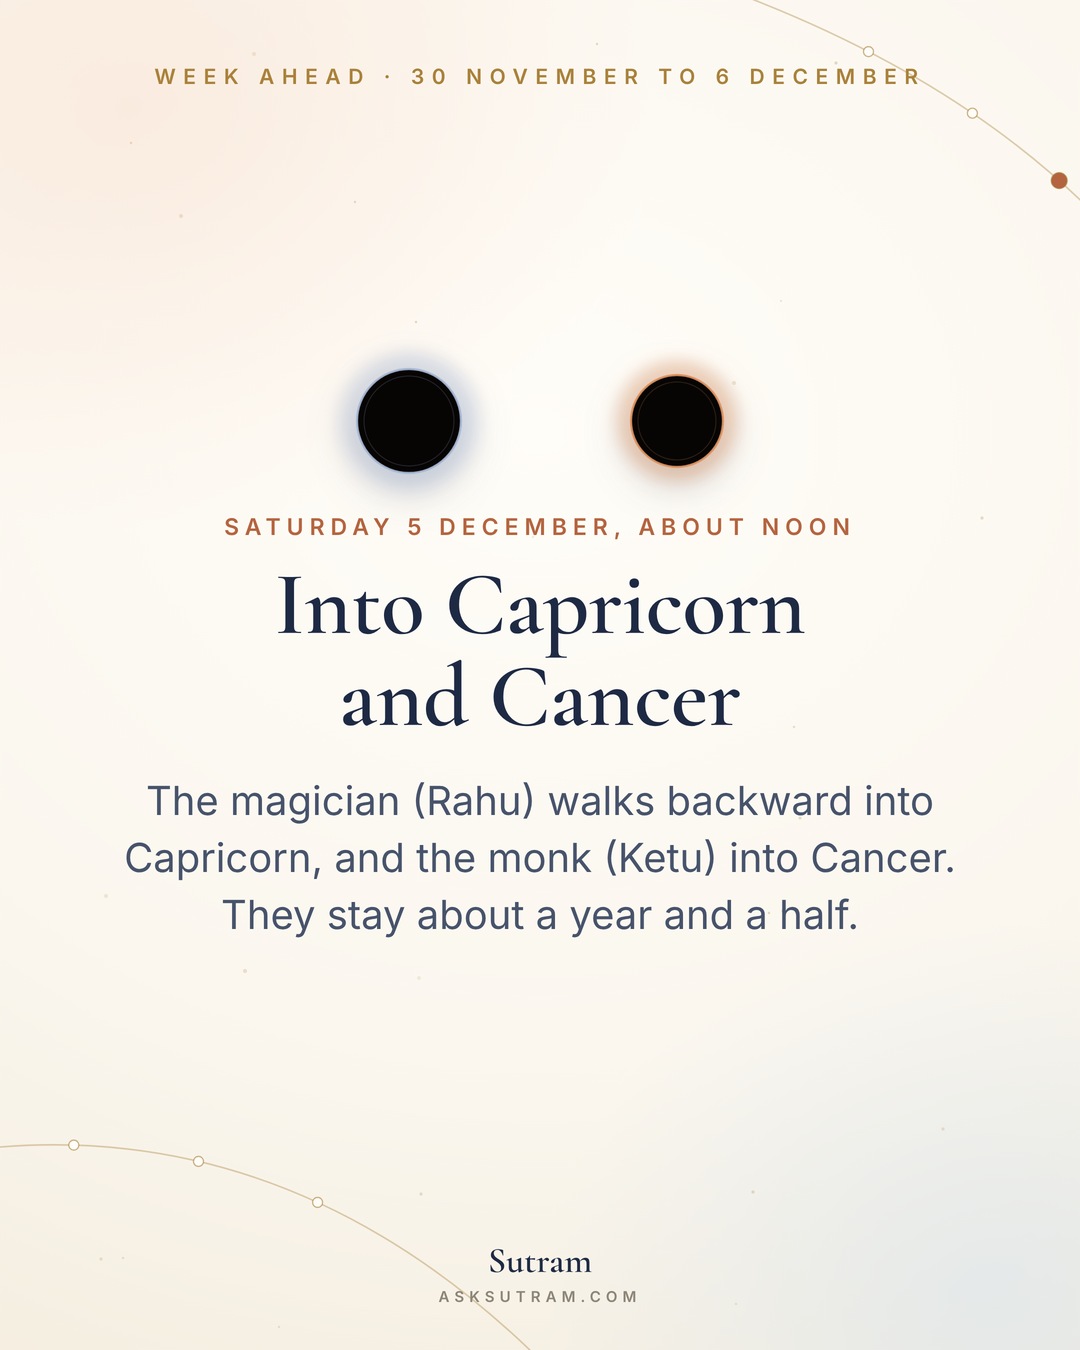 WEEK AHEAD · 30 NOVEMBER TO 6 DECEMBER
SATURDAY 5 DECEMBER, ABOUT NOON
Into Capricorn
and Cancer
The magician (Rahu) walks backward into
Capricorn, and the monk (Ketu) into Cancer.
They stay about a year and a half.
Sutram
ASKSUTRAM.COM